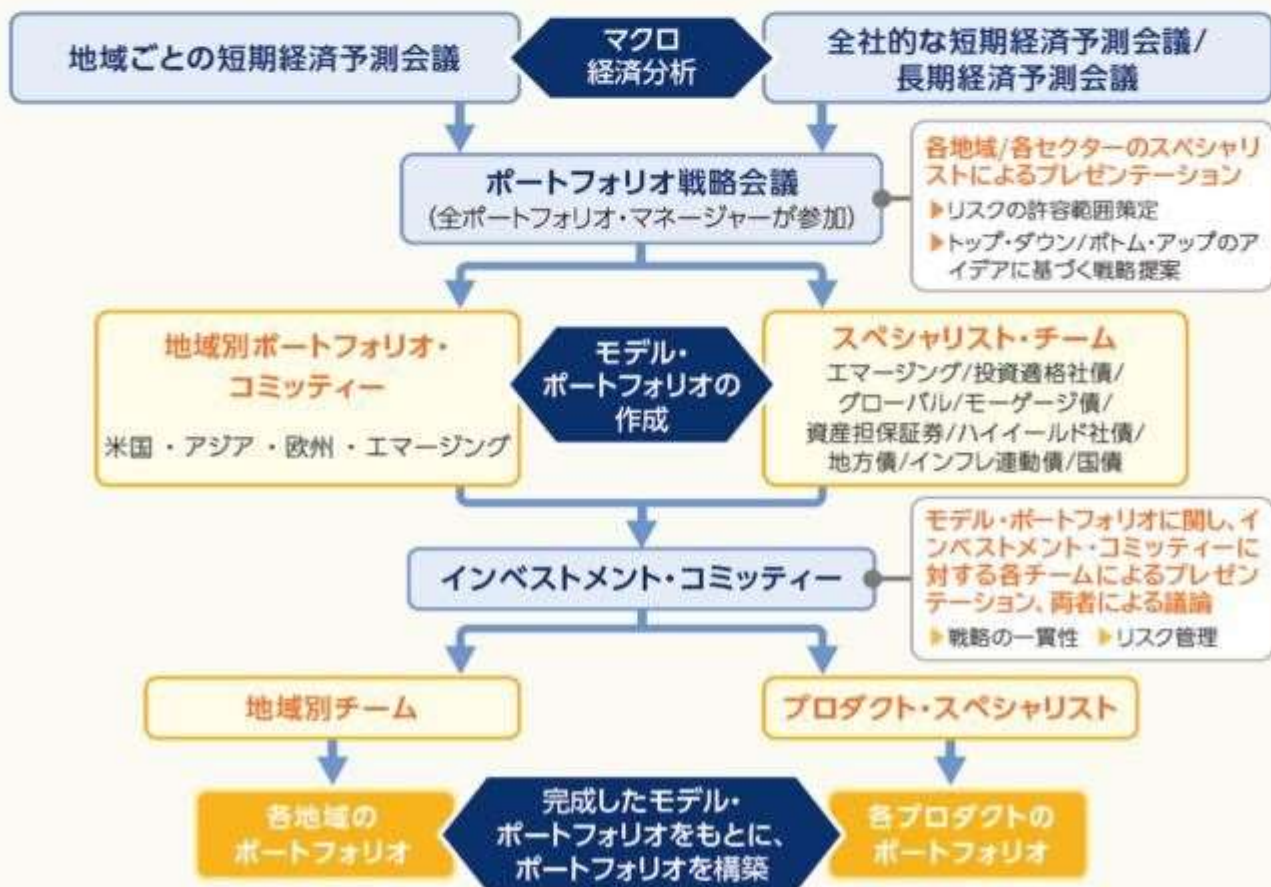 地域ごとの短期経済予測会議
マクロ
経済分析
全社的な短期経済予測会議/
長期経済予測会議
ポートフォリオ戦略会議
(全ポートフォリオ・マネージャーが参加)
各地域/各セクターのスペシャリ
ストによるプレゼンテーション
▶リスクの許容範囲策定
▶トップ・ダウン/ボトム・アップのア
イデアに基づく戦略提案
地域別ポートフォリオ・
コミッティー
米国・アジア・欧州・エマージング
モデル・
ポートフォリオの
作成
スペシャリスト・チーム
エマージング/投資適格社債/
グローバル/モーゲージ債/
資産担保証券/ハイイールド社債/
地方債/インフレ連動債/国債
インベストメント・コミッティー
モデル・ポートフォリオに関し、イ
ンベストメント・コミッティーに
対する各チームによるプレゼン
テーション、両者による議論
▶戦略の一貫性 ▶リスク管理
地域別チーム
プロダクト・スペシャリスト
各地域の
ポートフォリオ
完成したモデル・
ポートフォリオをもとに、
ポートフォリオを構築
各プロダクトの
ポートフォリオ